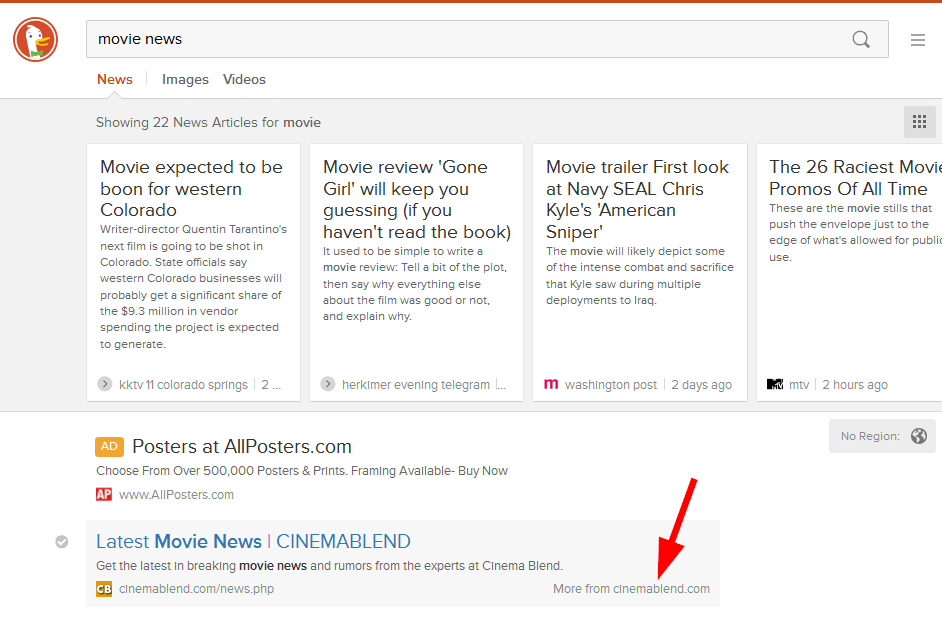 movie news
News Images Videos
Showing 22 News Articles for movie
Movie expected to be
boon for western
Colorado
Writer-director Quentin Tarantino's
next film is going to be shot in
Colorado. State officials say
western Colorado businesses will
probably get a significant share of
the $9.3 million in vendor
spending the project is expected
to generate.
kktv 11 colorado springs 2 ...
Movie review 'Gone
Girl' will keep you
guessing (if you
haven't read the book)
It used to be simple to write a
movie review: Tell a bit of the plot,
then say why everything else
about the film was good or not,
and explain why.
herkimer evening telegram ...
Movie trailer First look
at Navy SEAL Chris
Kyle's 'American
Sniper'
The movie will likely depict some
of the intense combat and sacrifice
that Kyle saw during multiple
deployments to Iraq.
m washington post 2 days ago
The 26 Raciest Movie
Promos Of All Time
These are the movie stills that
push the envelope just to the
edge of what's allowed for public
use.
MTV mtv 2 hours ago
No Region:
AD Posters at AllPosters.com
Choose From Over 500,000 Posters & Prints. Framing Available- Buy Now
AP www.AllPosters.com
Latest Movie News | CINEMABLEND
Get the latest in breaking movie news and rumors from the experts at Cinema Blend.
CB cinemablend.com/news.php More from cinemablend.com